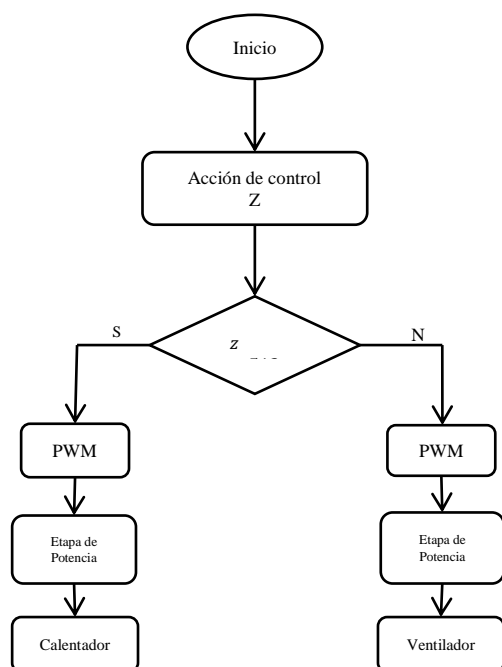 Inicio
Acción de control
Z
S
z
N
PWM
PWM
Etapa de
Potencia
Etapa de
Potencia
Calentador
Ventilador